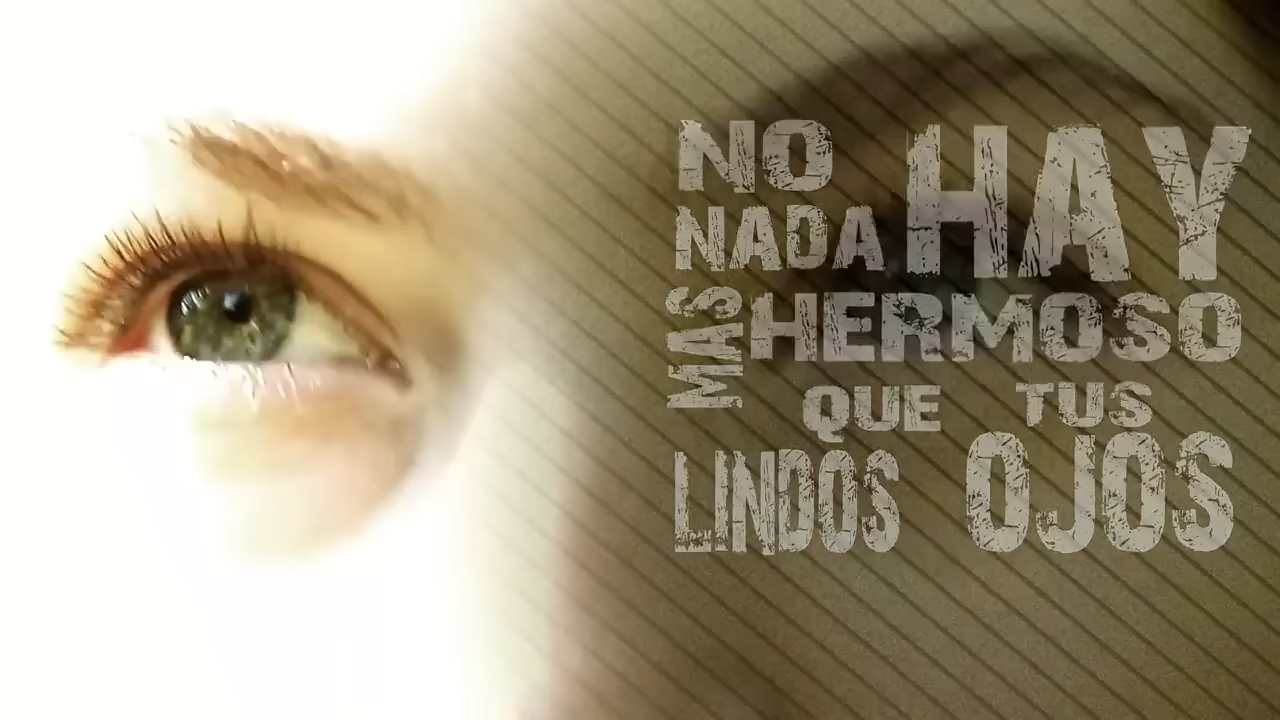 NO HAY
NADA
MAS HERMOSO
QUE TUS
LINDOS OJOS